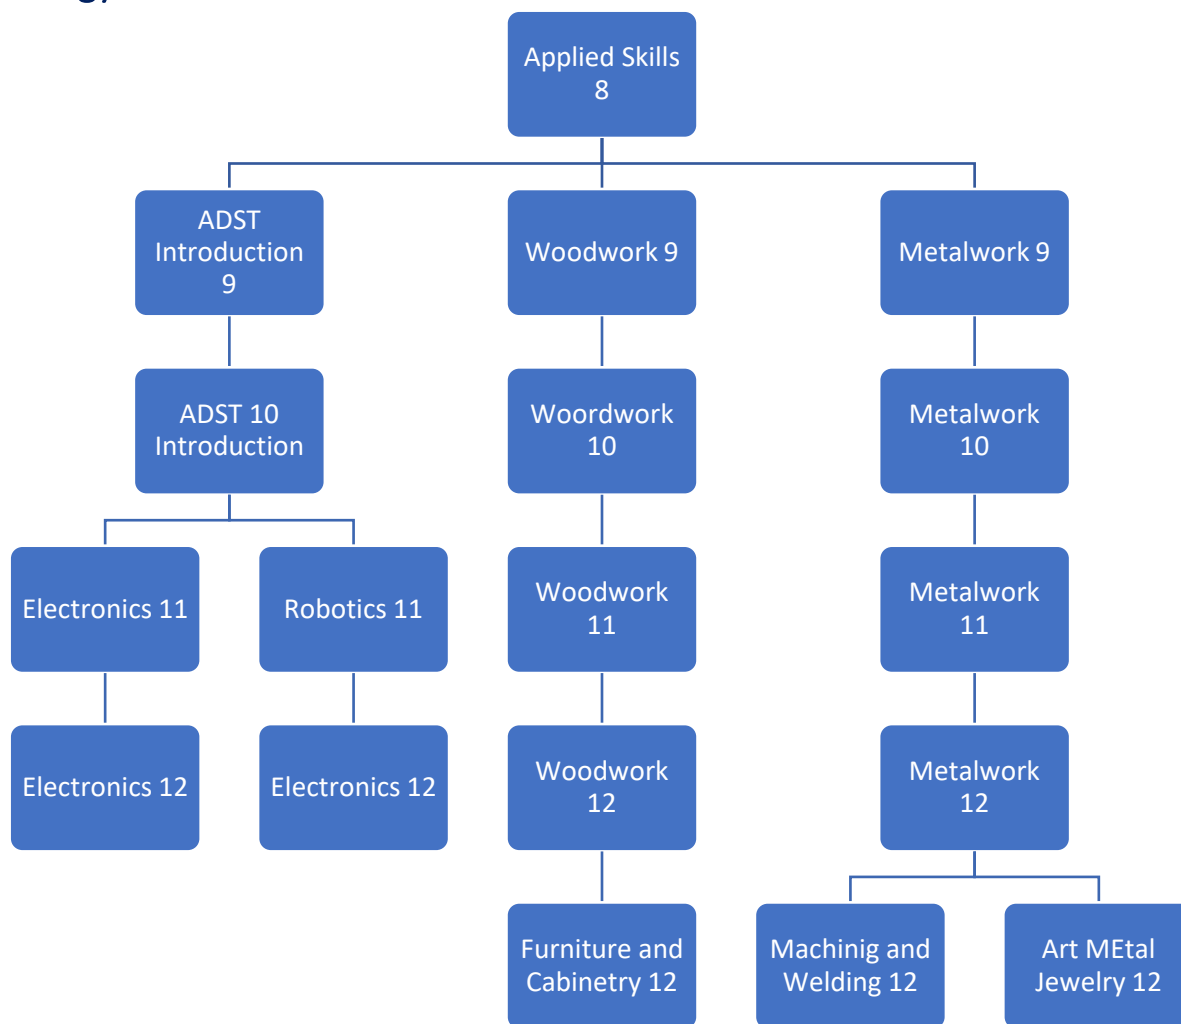 Applied Skills
8
ADST
Introduction
9
Woodwork 9
Metalwork 9
ADST 10
Introduction
Woordwork
10
Metalwork
10
Electronics 11
Robotics 11
Woodwork
11
Metalwork
11
Electronics 12
Electronics 12
Woodwork
12
Metalwork
12
Furniture and
Cabinetry 12
Machinig and
Welding 12
Art MEtal
Jewelry 12